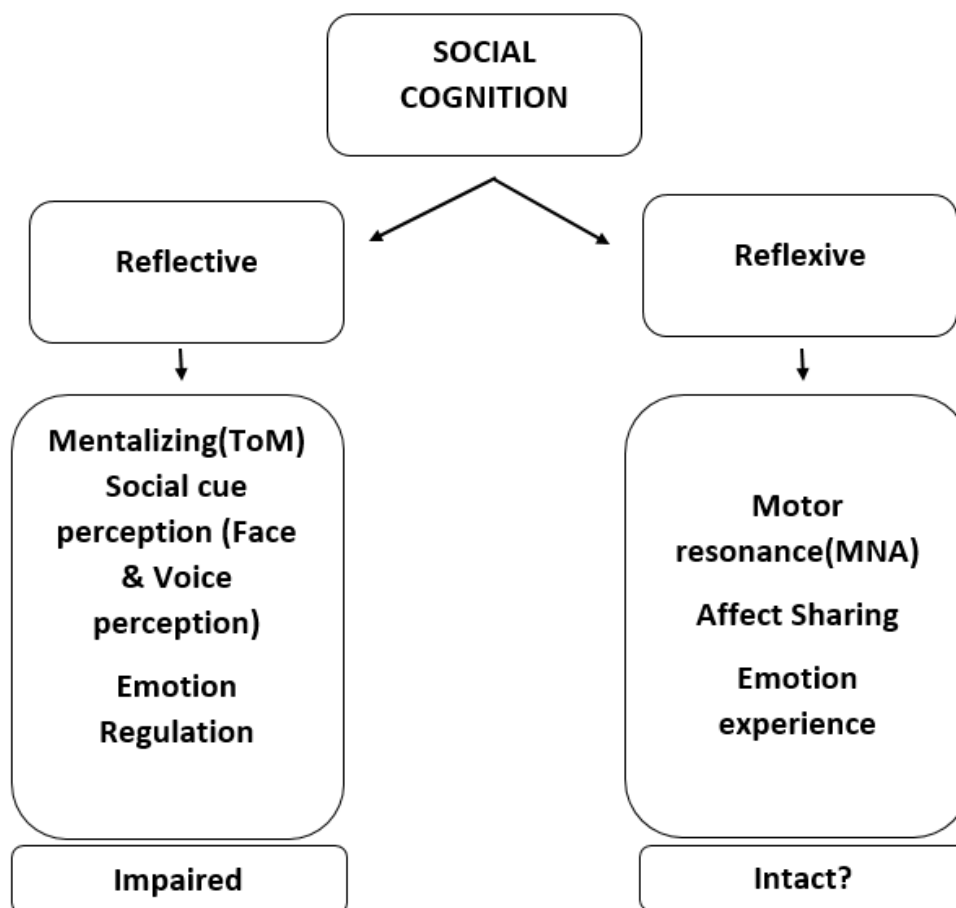 SOCIAL
COGNITION
Reflective
Reflexive
Mentalizing(ToM)
Social cue
perception (Face
& Voice
perception)
Emotion
Regulation
Motor
resonance(MNA)
Affect Sharing
Emotion
experience
Impaired
Intact?